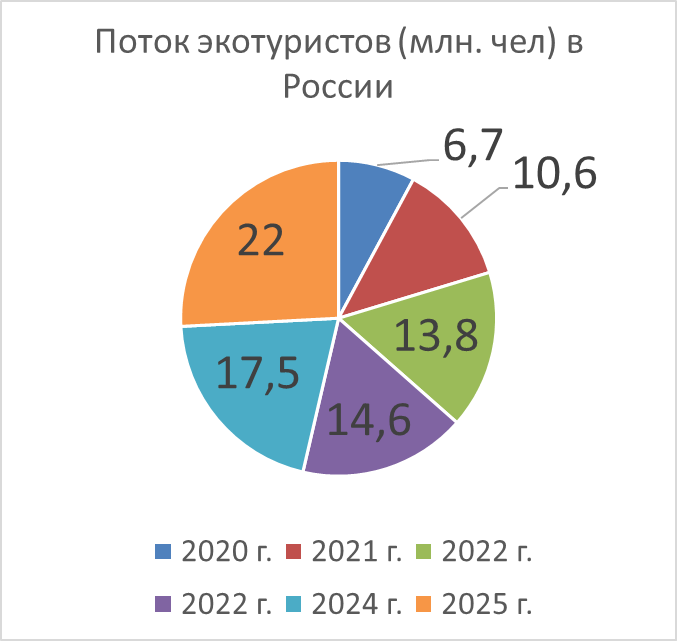 Поток экотуристов (млн. чел) в
России
6,7
10,6
22
13,8
17,5
14,6
2020 г. 2021 г. 2022 г.
2022 г. 2024 г. 2025 г.